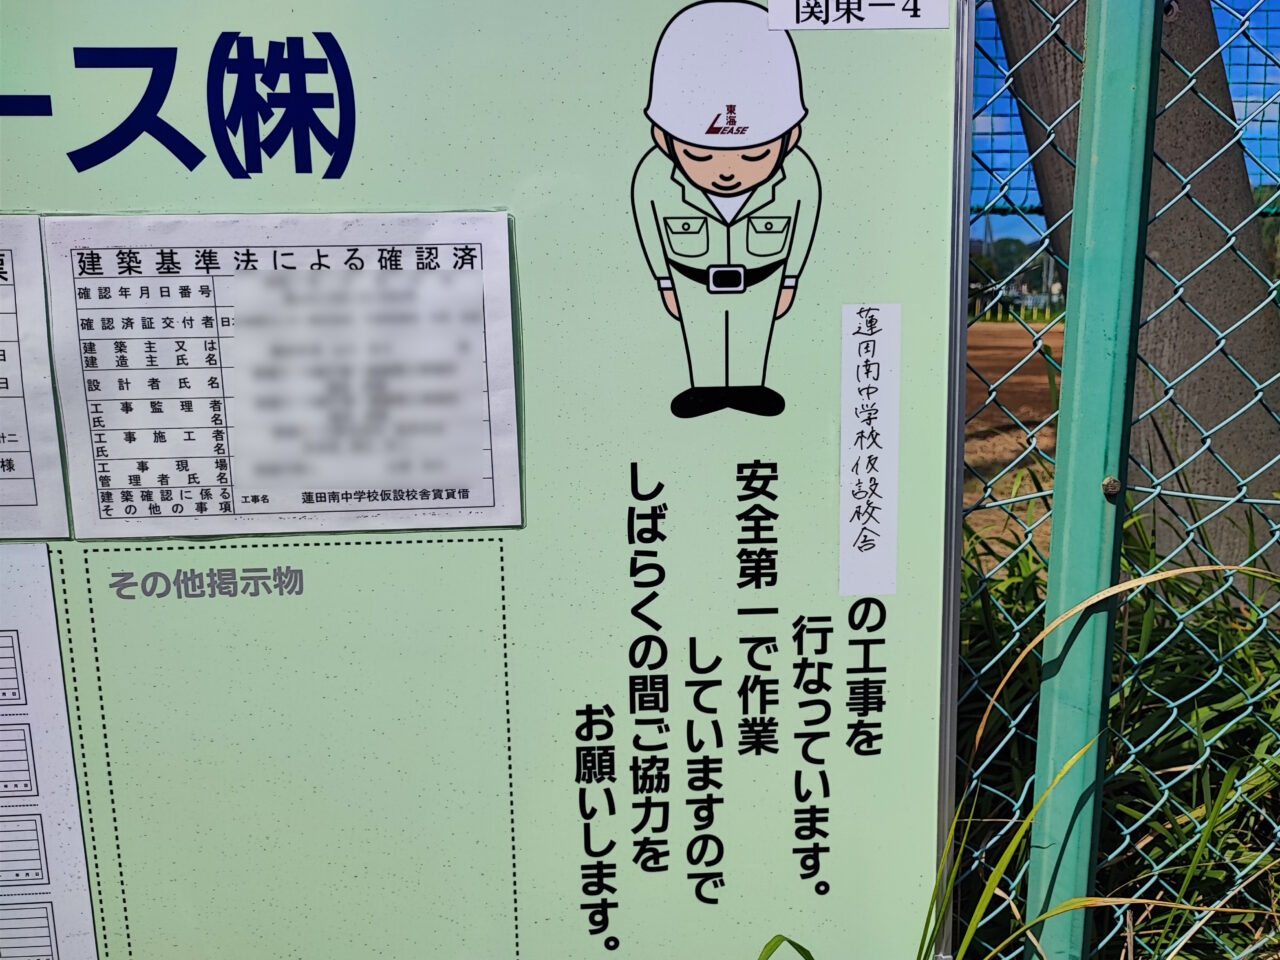 関東－4
ース㈱
東海
LEASE
建築基準法による確認済
確認年月日番号
確認済証交付者
建築主又は
建造主氏名
設計者氏名
工事監理者
氏名
工事施工者
氏名
工事現場
管理者氏名
建築確認に係る
その他の事項
工事名 蓮田南中学校仮設校舎賃貸借
その他掲示物
蓮田南中学校仮設校舎
の工事を
行なっています。
安全第一で作業
していますので
しばらくの間ご協力を
お願いします。